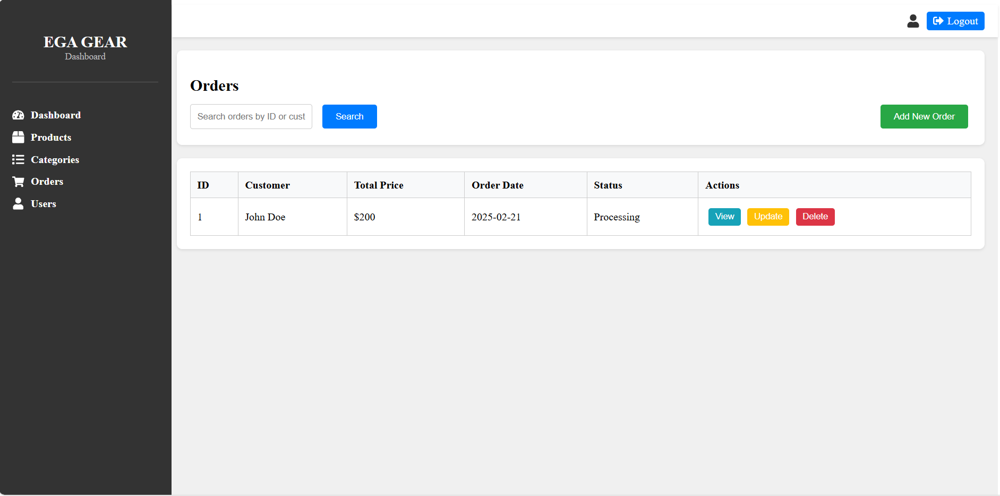 EGA GEAR
Dashboard
Dashboard
Products
Categories
Orders
Users
Logout
Orders
Search orders by ID or cust
Search
Add New Order
ID Customer Total Price Order Date Status Actions
1 John Doe $200 2025-02-21 Processing View Update Delete